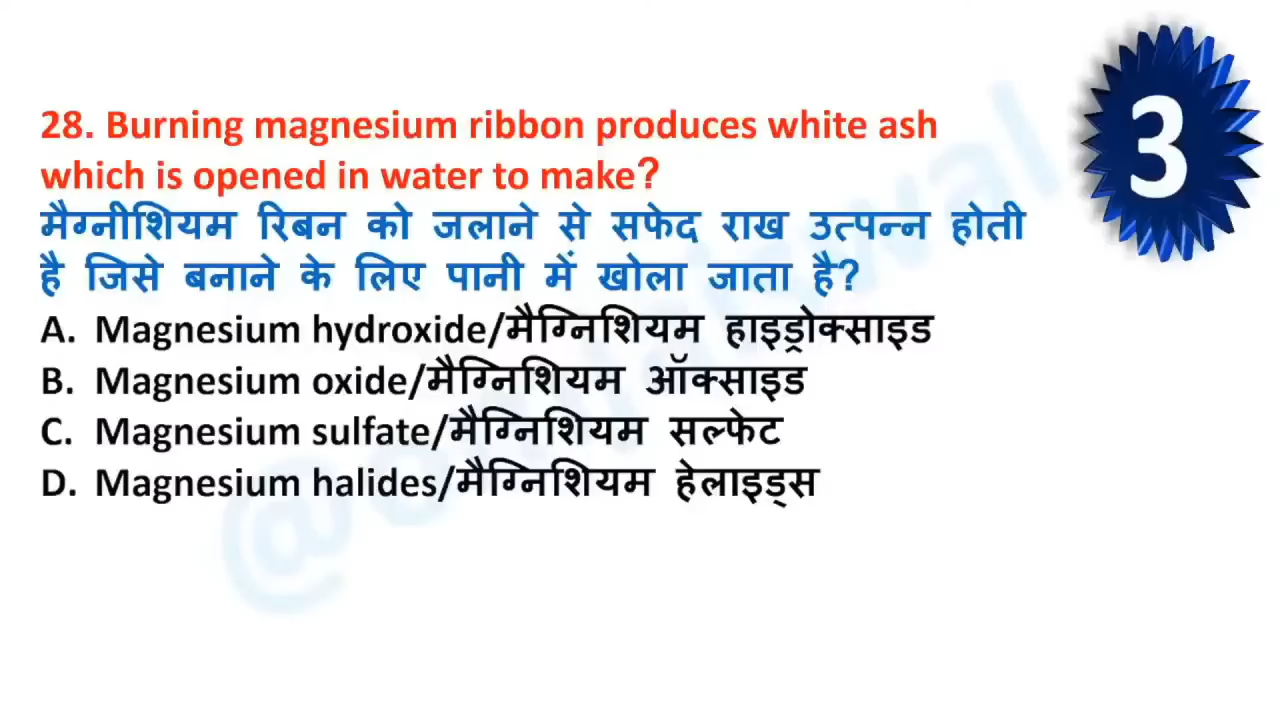 28. Burning magnesium ribbon produces white ash
which is opened in water to make?
मैग्नीशियम रिबन को जलाने से सफेद राख उत्पन्न होती
है जिसे बनाने के लिए पानी में खोला जाता है?
A. Magnesium hydroxide/मैग्निशियम हाइड्रोक्साइड
B. Magnesium oxide/मैग्निशियम ऑक्साइड
C. Magnesium sulfate/मैग्निशियम सल्फेट
D. Magnesium halides/मैग्निशियम हेलाइड्स
3